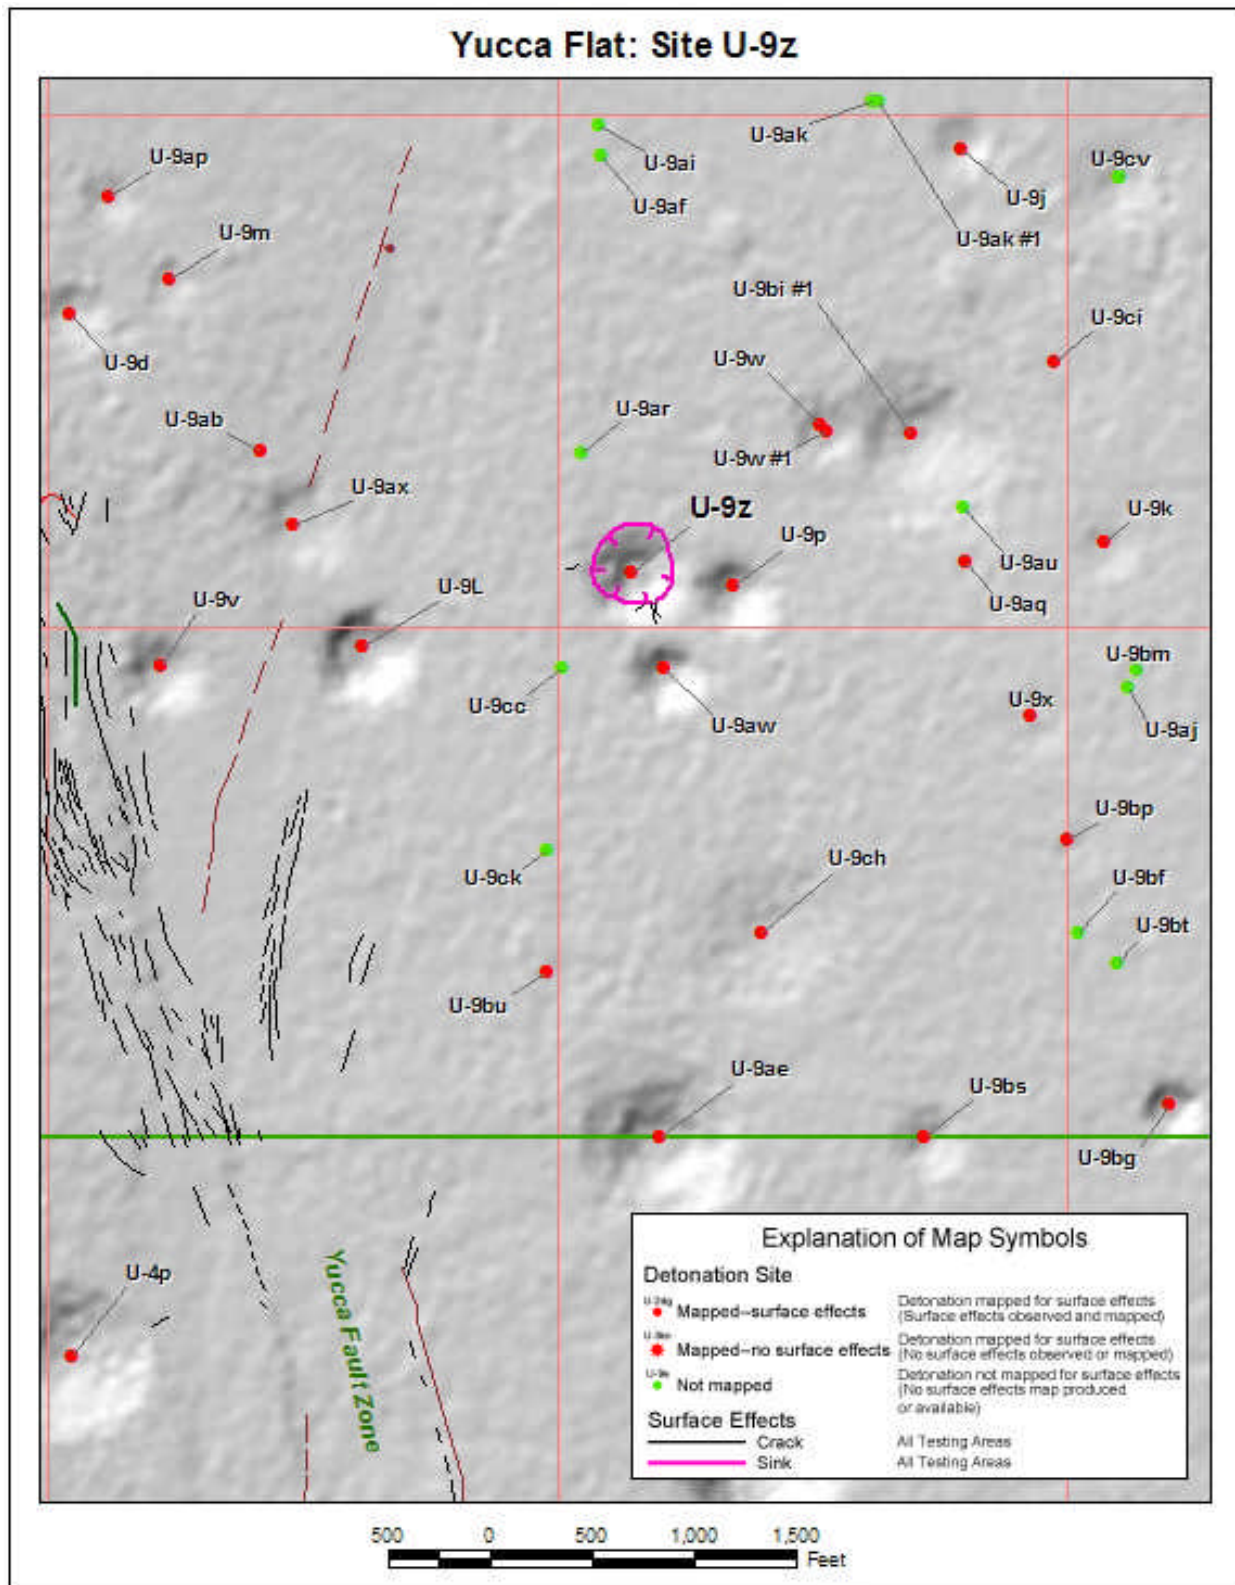 Yucca Flat: Site U-9z
U-9ak
U-9ap
U-9ai
U-9cv
U-9af
U-9j
U-9m
U-9ak #1
U-9bi #1
U-9ci
U-9d
U-9w
U-9ab
U-9ar
U-9w #1
U-9ax
U-9z
U-9k
U-9p
U-9au
U-9L
U-9v
U-9aq
U-9bm
U-9cc
U-9x
U-9aw
U-9aj
U-9bp
U-9ck
U-9ch
U-9bf
U-9bt
U-9bu
U-9ae
U-9bs
U-9bg
U-4p
Yucca Fault Zone
Explanation of Map Symbols
Detonation Site
Mapped–surface effects
Detonation mapped for surface effects
(Surface effects observed and mapped)
Mapped–no surface effects
Detonation mapped for surface effects
(No surface effects observed or mapped)
Not mapped
Detonation not mapped for surface effects
(No surface effects map produced
or available)
Surface Effects
Crack All Testing Areas
Sink All Testing Areas
500 0 500 1,000 1,500
Feet